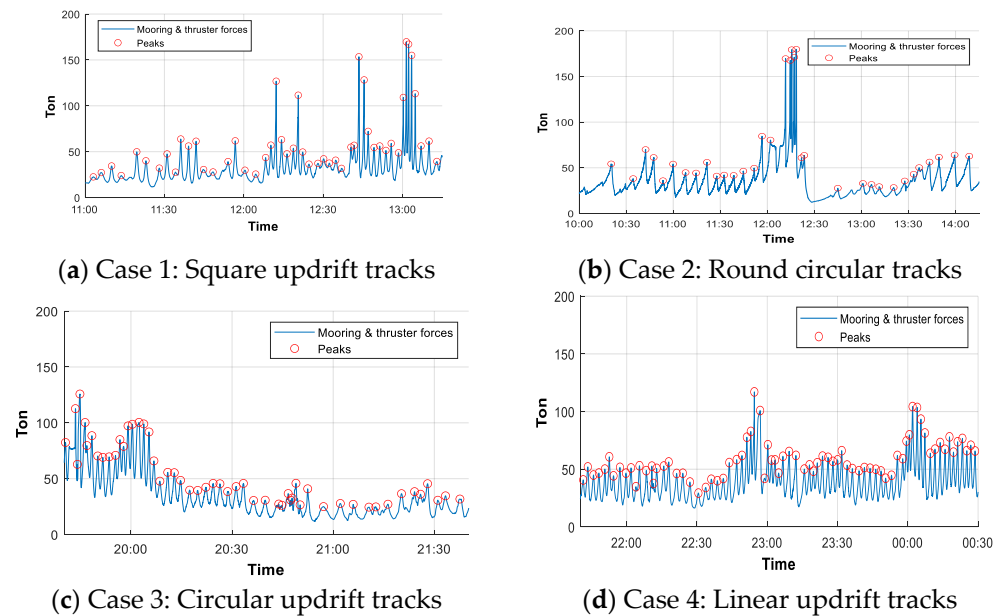 200
150
100
50
0
Ton
Mooring & thruster forces
Peaks
11:00 11:30 12:00 12:30 13:00
Time
(a) Case 1: Square updrift tracks
200
150
100
50
0
Ton
Mooring & thruster forces
Peaks
10:00 10:30 11:00 11:30 12:00 12:30 13:00 13:30 14:00
Time
(b) Case 2: Round circular tracks
200
150
100
50
0
Ton
Mooring & thruster forces
Peaks
20:00 20:30 21:00 21:30
Time
(c) Case 3: Circular updrift tracks
200
150
100
50
0
Ton
Mooring & thruster forces
Peaks
22:00 22:30 23:00 23:30 00:00 00:30
Time
(d) Case 4: Linear updrift tracks